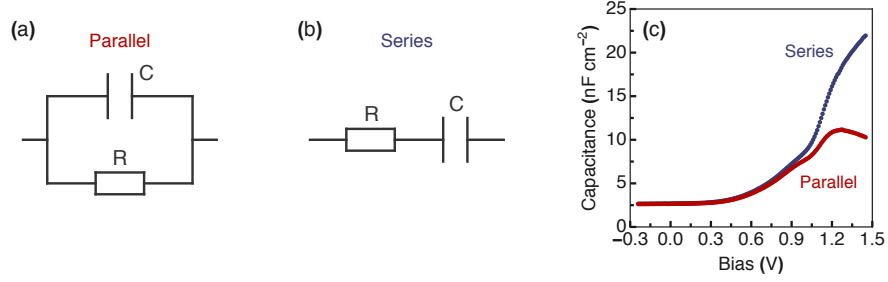 (a)
Parallel
C
R
(b)
Series
R
C
(c)
Capacitance (nF cm⁻²)
25
20
15
10
5
0
Series
Parallel
−0.3 0.0 0.3 0.6 0.9 1.2 1.5
Bias (V)